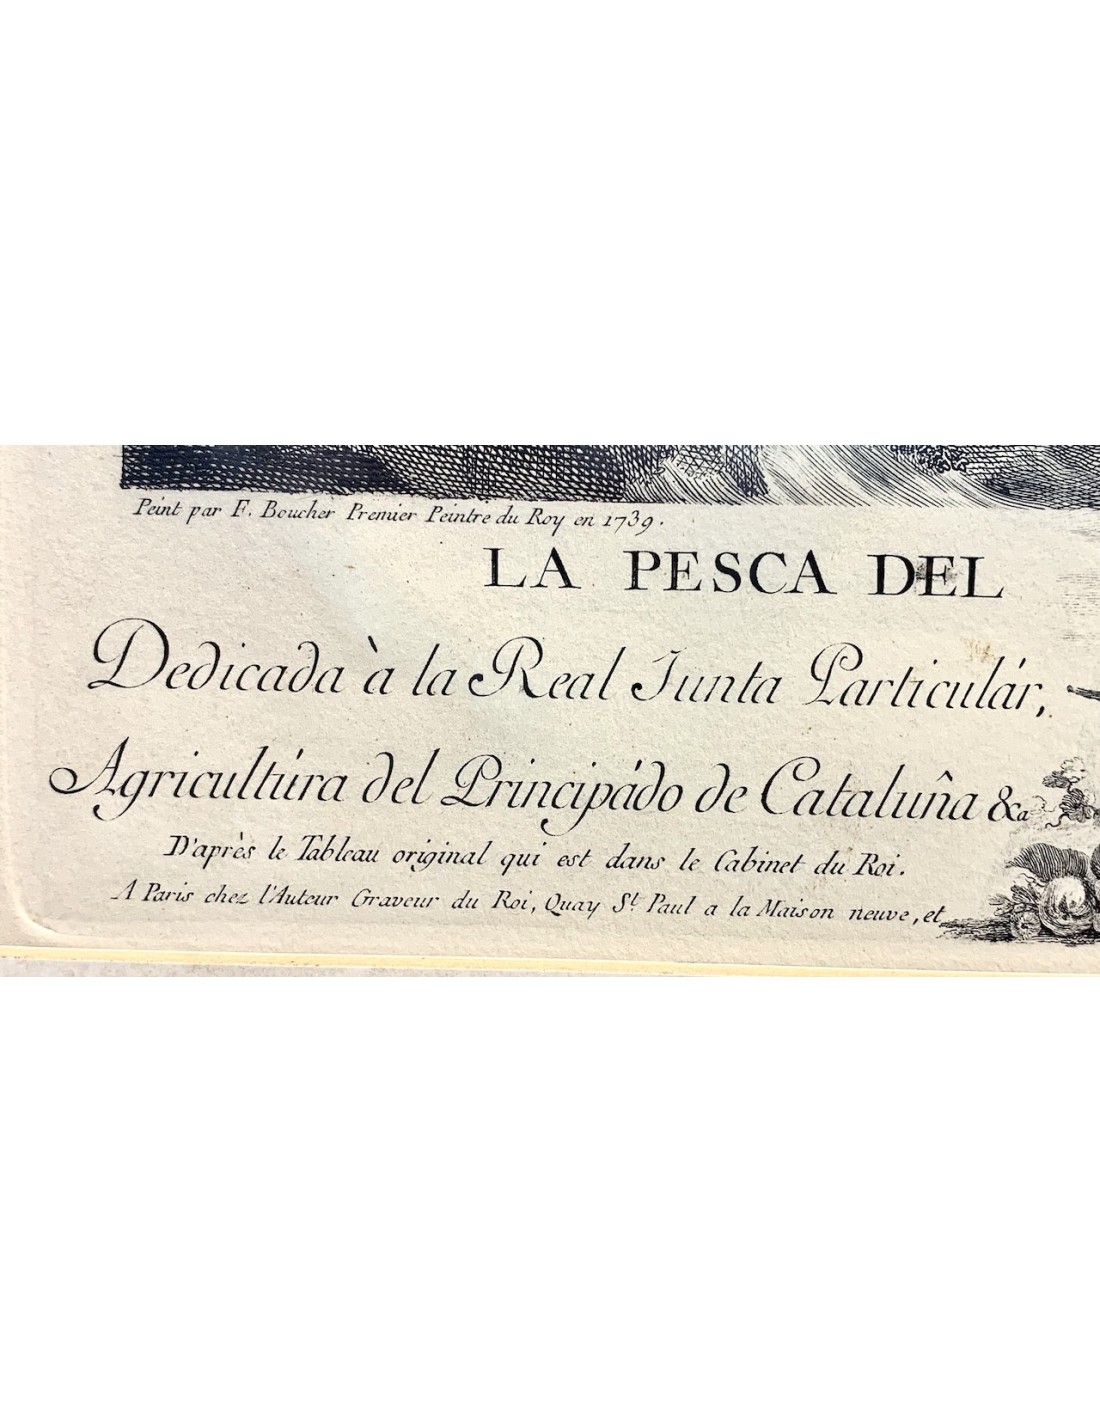 Peint par F. Boucher Premier Peintre du Roy en 1739.
LA PESCA DEL
Dedicada à la Real Junta Particulár,
Agricultúra del Principádo de Cataluña &ca
D'après le Tableau original qui est dans le Cabinet du Roi.
A Paris chez l'Auteur Graveur du Roi, Quay St. Paul a la Maison neuve, et